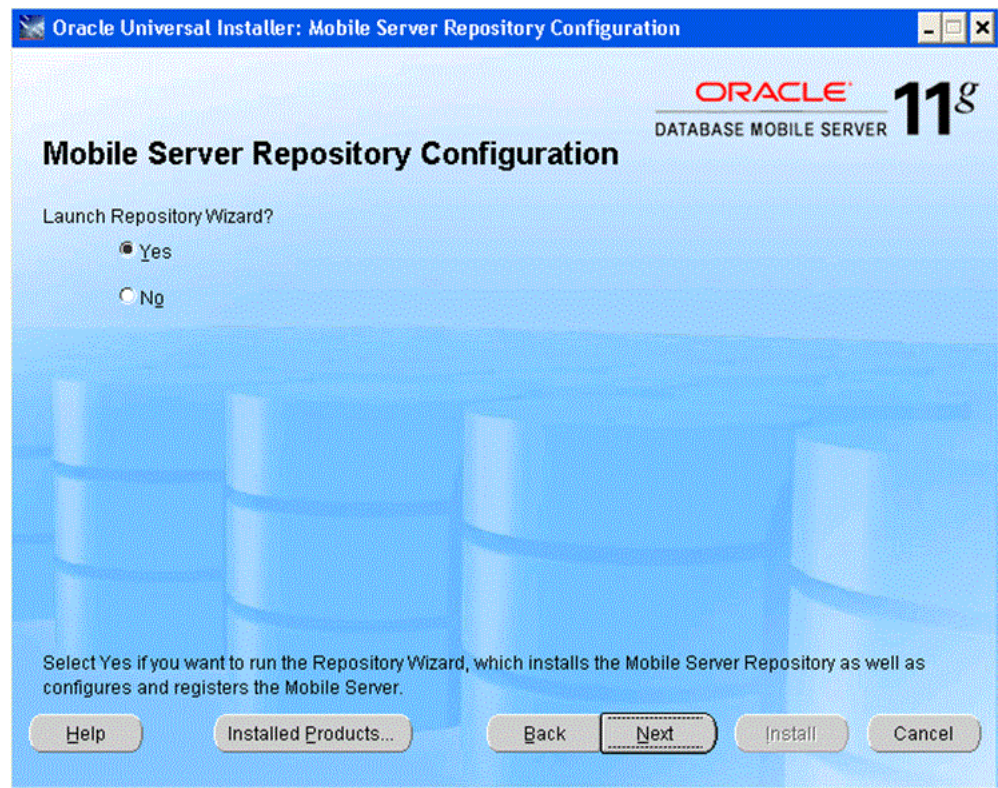 Oracle Universal Installer: Mobile Server Repository Configuration
ORACLE
DATABASE MOBILE SERVER
11g
Mobile Server Repository Configuration
Launch Repository Wizard?
Yes
No
Select Yes if you want to run the Repository Wizard, which installs the Mobile Server Repository as well as
configures and registers the Mobile Server.
Help
Installed Products...
Back
Next
Install
Cancel